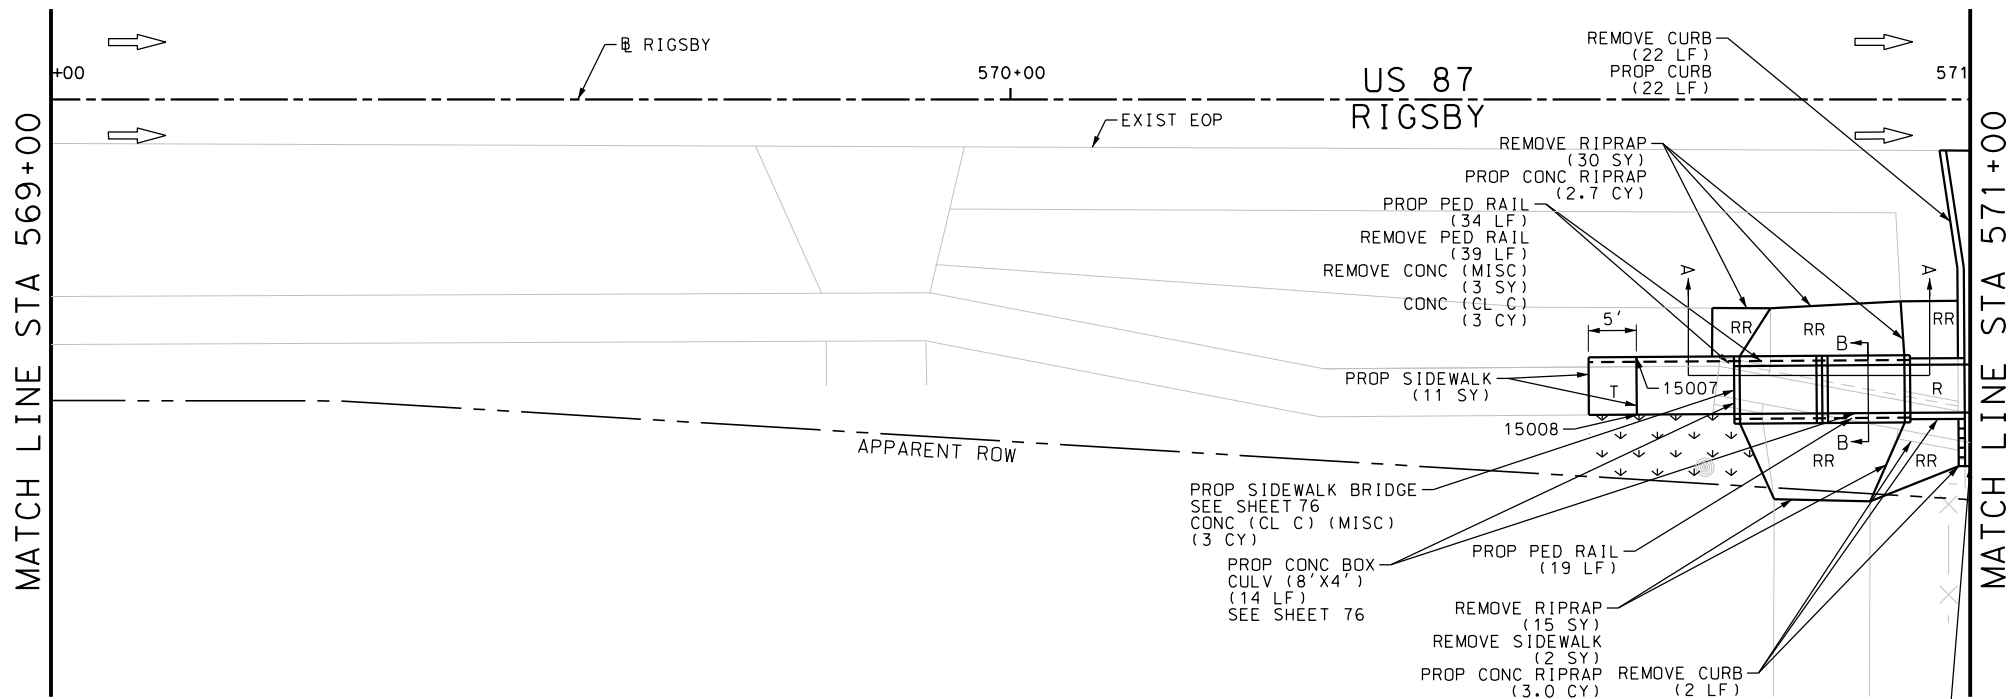 MATCH LINE STA 569+00
+00
℄ RIGSBY
570+00
US 87
RIGSBY
571
MATCH LINE STA 571+00
EXIST EOP
REMOVE CURB
(22 LF)
PROP CURB
(22 LF)
REMOVE RIPRAP
(30 SY)
PROP CONC RIPRAP
(2.7 CY)
PROP PED RAIL
(34 LF)
REMOVE PED RAIL
(39 LF)
REMOVE CONC (MISC)
(3 SY)
CONC (CL C)
(3 CY)
A
A
5'
RR
RR
RR
B
PROP SIDEWALK
(11 SY)
T
15007
R
15008
B
RR
RR
APPARENT ROW
PROP SIDEWALK BRIDGE
SEE SHEET 76
CONC (CL C) (MISC)
(3 CY)
PROP CONC BOX
CULV (8'X4')
(14 LF)
SEE SHEET 76
PROP PED RAIL
(19 LF)
REMOVE RIPRAP
(15 SY)
REMOVE SIDEWALK
(2 SY)
PROP CONC RIPRAP
(3.0 CY)
REMOVE CURB
(2 LF)